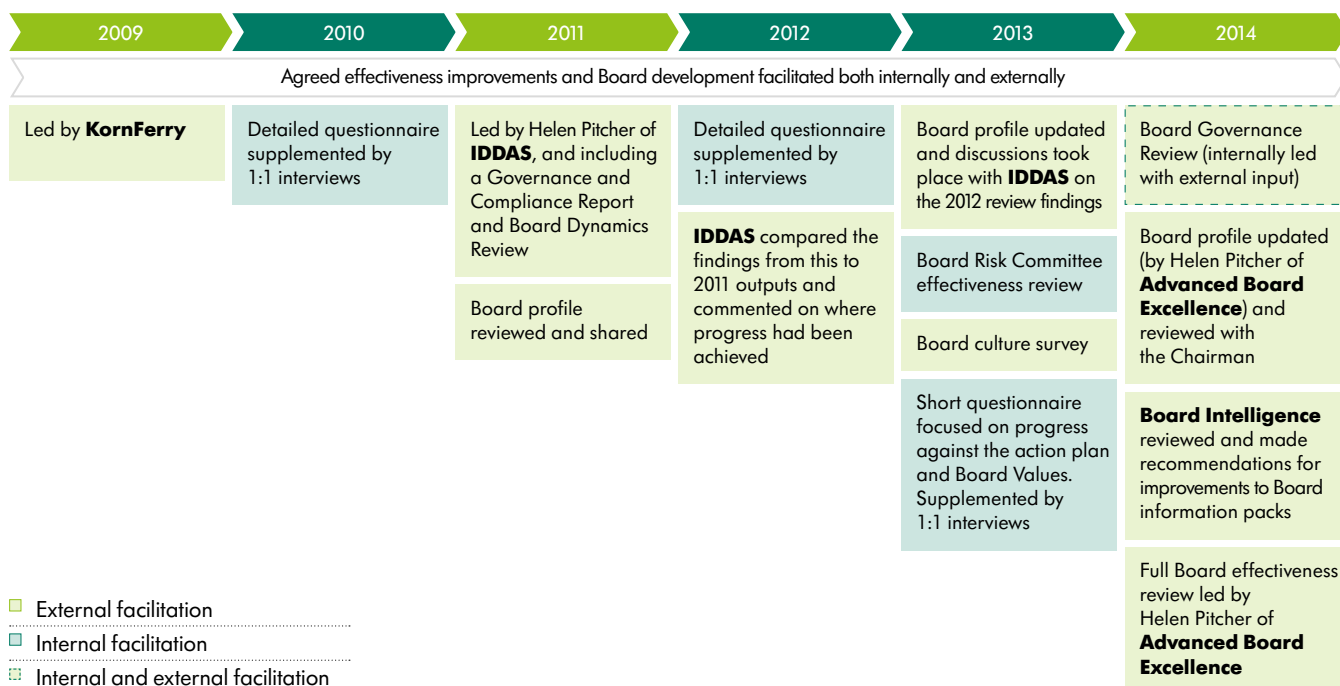 2009
2010
2011
2012
2013
2014
Agreed effectiveness improvements and Board development facilitated both internally and externally
Led by KornFerry
Detailed questionnaire
supplemented by
1:1 interviews
Led by Helen Pitcher of
IDDAS, and including
a Governance and
Compliance Report
and Board Dynamics
Review
Board profile
reviewed and shared
Detailed questionnaire
supplemented by
1:1 interviews
IDDAS compared the
findings from this to
2011 outputs and
commented on where
progress had been
achieved
Board profile updated
and discussions took
place with IDDAS on
the 2012 review findings
Board Risk Committee
effectiveness review
Board culture survey
Short questionnaire
focused on progress
against the action plan
and Board Values.
Supplemented by
1:1 interviews
Board Governance
Review (internally led
with external input)
Board profile updated
(by Helen Pitcher of
Advanced Board
Excellence) and
reviewed with
the Chairman
Board Intelligence
reviewed and made
recommendations for
improvements to Board
information packs
Full Board effectiveness
review led by
Helen Pitcher of
Advanced Board
Excellence
External facilitation
Internal facilitation
Internal and external facilitation